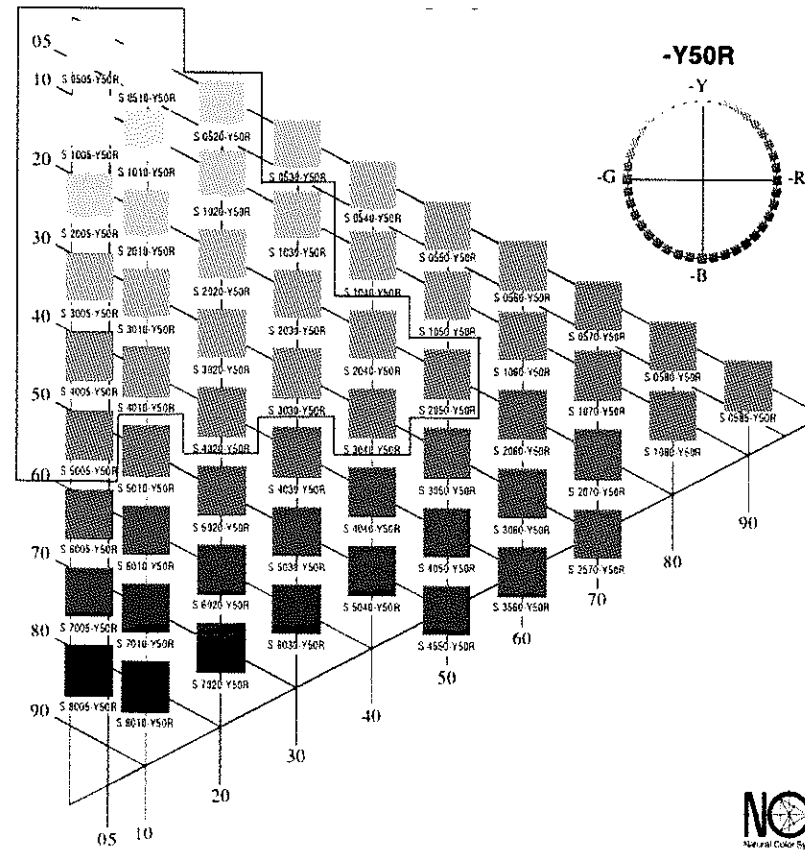 -Y50R
-Y
-G
-R
-B
05
10
20
30
40
50
60
70
80
90
S 0505-Y50R
S 0510-Y50R
S 0520-Y50R
S 0530-Y50R
S 0540-Y50R
S 0550-Y50R
S 0560-Y50R
S 0570-Y50R
S 0580-Y50R
S 0585-Y50R
S 1005-Y50R
S 1010-Y50R
S 1020-Y50R
S 1030-Y50R
S 1040-Y50R
S 1050-Y50R
S 1060-Y50R
S 1070-Y50R
S 1080-Y50R
S 2005-Y50R
S 2010-Y50R
S 2020-Y50R
S 2030-Y50R
S 2040-Y50R
S 2050-Y50R
S 2060-Y50R
S 2070-Y50R
S 2570-Y50R
S 3005-Y50R
S 3010-Y50R
S 3020-Y50R
S 3030-Y50R
S 3040-Y50R
S 3050-Y50R
S 3060-Y50R
S 3560-Y50R
S 4005-Y50R
S 4010-Y50R
S 4020-Y50R
S 4030-Y50R
S 4040-Y50R
S 4050-Y50R
S 4550-Y50R
S 5005-Y50R
S 5010-Y50R
S 5020-Y50R
S 5030-Y50R
S 5040-Y50R
S 6005-Y50R
S 6010-Y50R
S 6020-Y50R
S 6030-Y50R
S 7005-Y50R
S 7010-Y50R
S 7020-Y50R
S 8005-Y50R
S 8010-Y50R
05
10
20
30
40
50
60
70
80
90
NC
Natural Color Sy